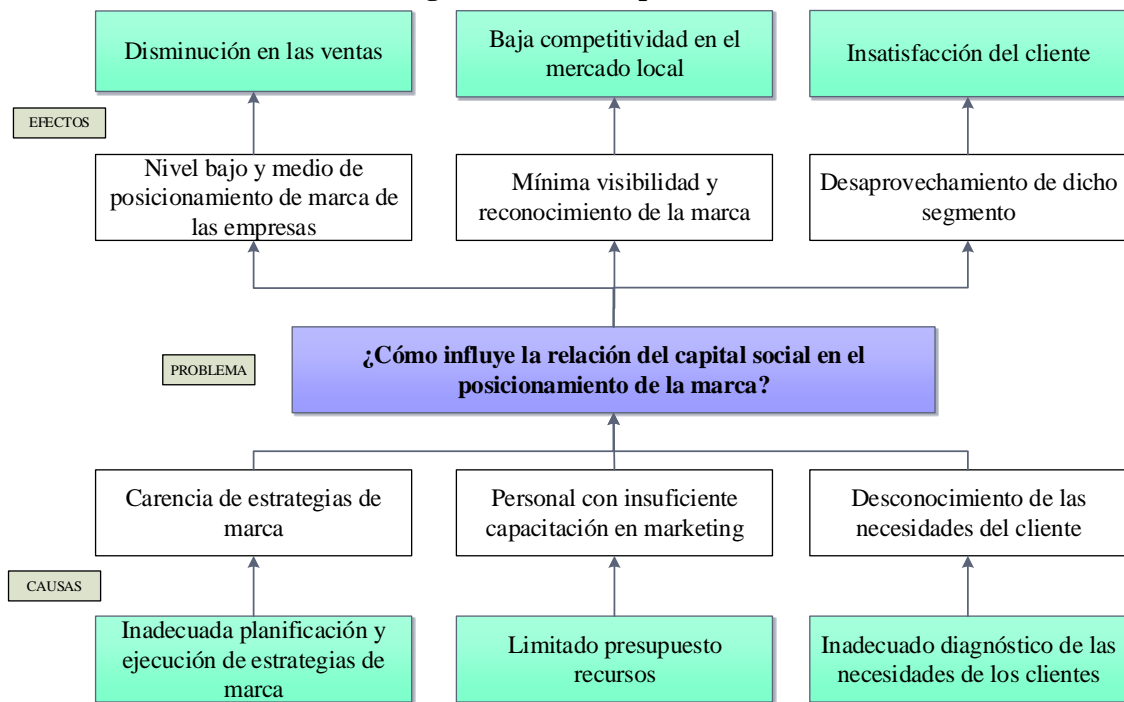 Disminución en las ventas
Baja competitividad en el
mercado local
Insatisfacción del cliente
EFECTOS
Nivel bajo y medio de
posicionamiento de marca de
las empresas
Mínima visibilidad y
reconocimiento de la marca
Desaprovechamiento de dicho
segmento
¿Cómo influye la relación del capital social en el
posicionamiento de la marca?
PROBLEMA
Carencia de estrategias de
marca
Personal con insuficiente
capacitación en marketing
Desconocimiento de las
necesidades del cliente
CAUSAS
Inadecuada planificación y
ejecución de estrategias de
marca
Limitado presupuesto
recursos
Inadecuado diagnóstico de las
necesidades de los clientes